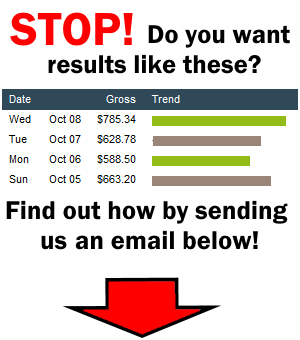 STOP! Do you want
results like these?
Date Gross Trend
Wed Oct 08 $785.34
Tue Oct 07 $628.78
Mon Oct 06 $588.50
Sun Oct 05 $663.20
Find out how by sending
us an email below!